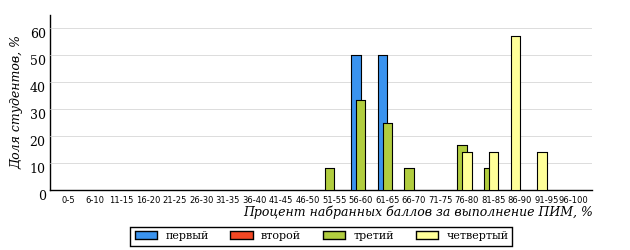 Доля студентов, %
60
50
40
30
20
10
0
0-5 6-10 11-15 16-20 21-25 26-30 31-35 36-40 41-45 46-50 51-55 56-60 61-65 66-70 71-75 76-80 81-85 86-90 91-95 96-100
Процент набранных баллов за выполнение ПИМ, %
первый второй третий четвертый